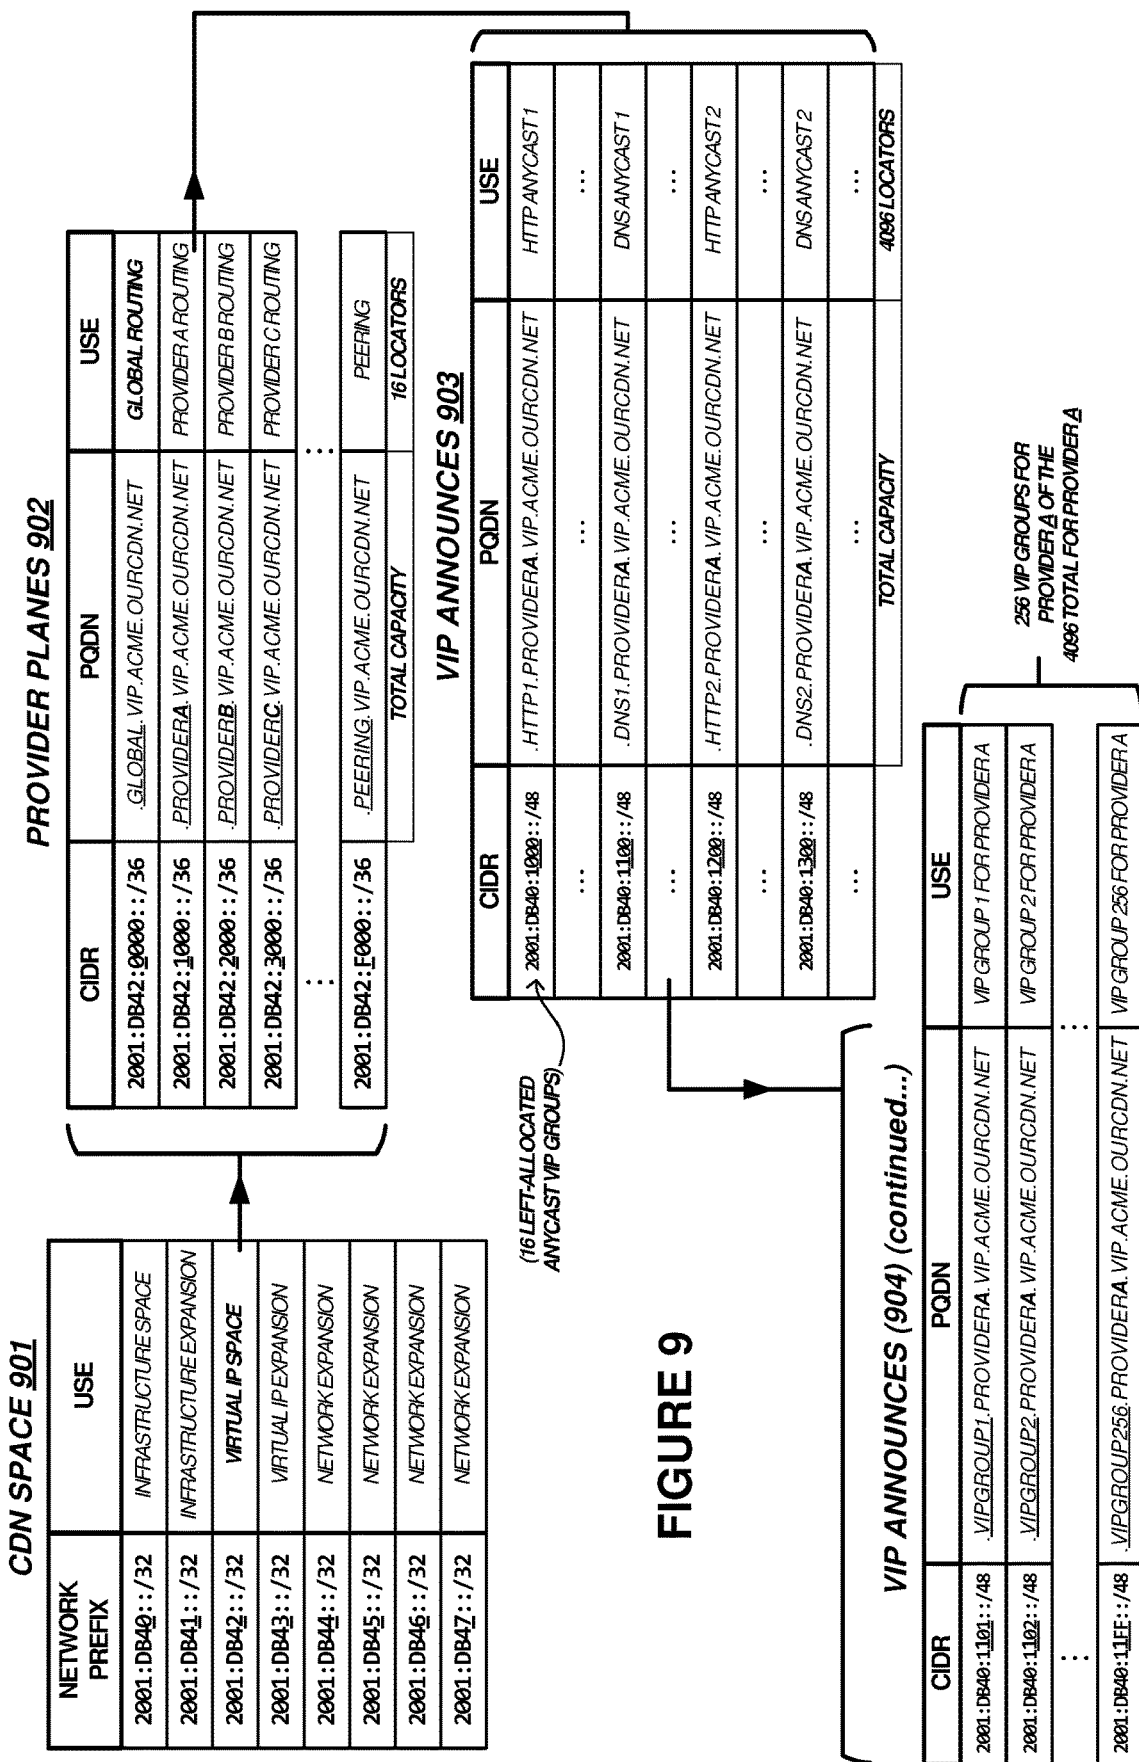 CDN SPACE 901
NETWORK PREFIX USE
2001:DB40::/32 INFRASTRUCTURE SPACE
2001:DB41::/32 INFRASTRUCTURE EXPANSION
2001:DB42::/32 VIRTUAL IP SPACE
2001:DB43::/32 VIRTUAL IP EXPANSION
2001:DB44::/32 NETWORK EXPANSION
2001:DB45::/32 NETWORK EXPANSION
2001:DB46::/32 NETWORK EXPANSION
2001:DB47::/32 NETWORK EXPANSION
PROVIDER PLANES 902
CIDR PQDN USE
2001:DB42:0000::/36 .GLOBAL.VIP.ACME.OURCDN.NET GLOBAL ROUTING
2001:DB42:1000::/36 .PROVIDERA.VIP.ACME.OURCDN.NET PROVIDER A ROUTING
2001:DB42:2000::/36 .PROVIDERB.VIP.ACME.OURCDN.NET PROVIDER B ROUTING
2001:DB42:3000::/36 .PROVIDERC.VIP.ACME.OURCDN.NET PROVIDER C ROUTING
... ... ...
2001:DB42:F000::/36 .PEERING.VIP.ACME.OURCDN.NET PEERING
TOTAL CAPACITY 16 LOCATORS
VIP ANNOUNCES 903
CIDR PQDN USE
2001:DB40:1000::/48 .HTTP1.PROVIDERA.VIP.ACME.OURCDN.NET HTTP ANYCAST 1
... ... ...
2001:DB40:1100::/48 .DNS1.PROVIDERA.VIP.ACME.OURCDN.NET DNS ANYCAST 1
... ... ...
2001:DB40:1200::/48 .HTTP2.PROVIDERA.VIP.ACME.OURCDN.NET HTTP ANYCAST 2
... ... ...
2001:DB40:1300::/48 .DNS2.PROVIDERA.VIP.ACME.OURCDN.NET DNS ANYCAST 2
... ... ...
TOTAL CAPACITY 4096 LOCATORS
(16 LEFT-ALLOCATED
ANYCAST VIP GROUPS)
FIGURE 9
VIP ANNOUNCES (904) (continued...)
CIDR PQDN USE
2001:DB40:1101::/48 .VIPGROUP1.PROVIDERA.VIP.ACME.OURCDN.NET VIP GROUP 1 FOR PROVIDER A
2001:DB40:1102::/48 .VIPGROUP2.PROVIDERA.VIP.ACME.OURCDN.NET VIP GROUP 2 FOR PROVIDER A
... ...
2001:DB40:11FF::/48 .VIPGROUP256.PROVIDERA.VIP.ACME.OURCDN.NET VIP GROUP 256 FOR PROVIDER A
256 VIP GROUPS FOR
PROVIDER A OF THE
4096 TOTAL FOR PROVIDER A